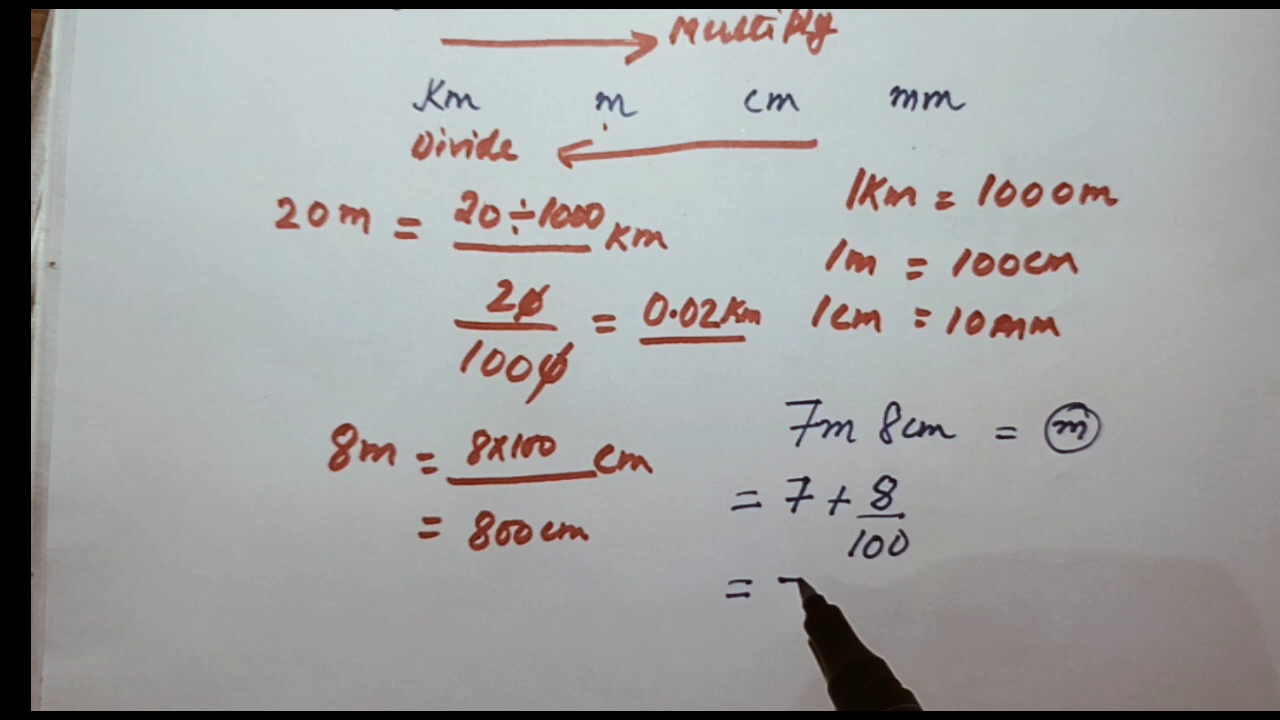 Multiply
Km m cm mm
Divide
20m = 20÷1000 Km
20
1000
= 0.02Km
8m = 8x100 cm
= 800cm
1Km = 1000m
1m = 100cm
1cm = 10mm
7m 8cm = m
= 7 + 8
100
=